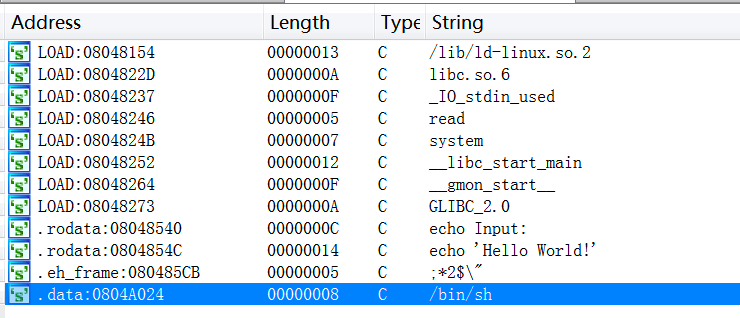 Address Length Type String
's' LOAD:08048154 00000013 C /lib/ld-linux.so.2
's' LOAD:0804822D 0000000A C libc.so.6
's' LOAD:08048237 0000000F C _IO_stdin_used
's' LOAD:08048246 00000005 C read
's' LOAD:0804824B 00000007 C system
's' LOAD:08048252 00000012 C __libc_start_main
's' LOAD:08048264 0000000F C __gmon_start__
's' LOAD:08048273 0000000A C GLIBC_2.0
's' .rodata:08048540 0000000C C echo Input:
's' .rodata:0804854C 00000014 C echo 'Hello World!'
's' .eh_frame:080485CB 00000005 C ;*2$\"
's' .data:0804A024 00000008 C /bin/sh